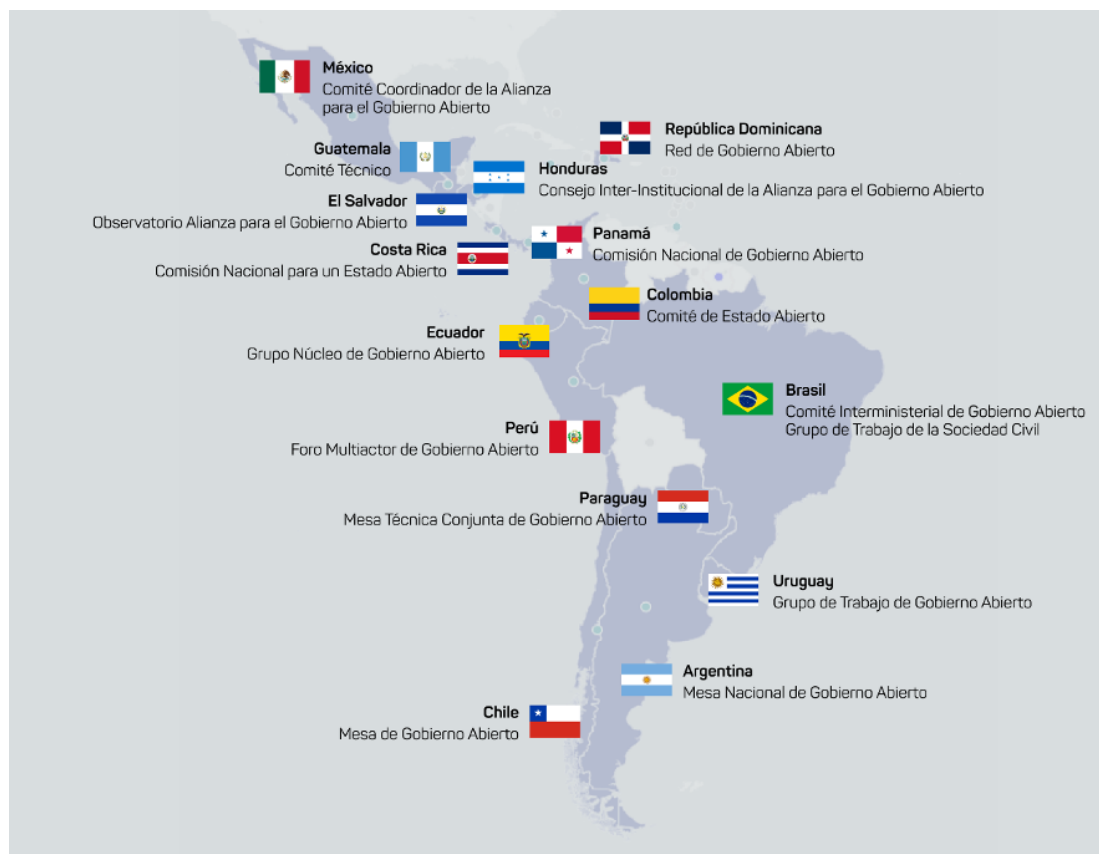 México
Comité Coordinador de la Alianza
para el Gobierno Abierto
República Dominicana
Red de Gobierno Abierto
Guatemala
Comité Técnico
Honduras
Consejo Inter-Institucional de la Alianza para el Gobierno Abierto
El Salvador
Observatorio Alianza para el Gobierno Abierto
Panamá
Comisión Nacional de Gobierno Abierto
Costa Rica
Comisión Nacional para un Estado Abierto
Colombia
Comité de Estado Abierto
Ecuador
Grupo Núcleo de Gobierno Abierto
Brasil
Comité Interministerial de Gobierno Abierto
Grupo de Trabajo de la Sociedad Civil
Perú
Foro Multiactor de Gobierno Abierto
Paraguay
Mesa Técnica Conjunta de Gobierno Abierto
Uruguay
Grupo de Trabajo de Gobierno Abierto
Argentina
Mesa Nacional de Gobierno Abierto
Chile
Mesa de Gobierno Abierto